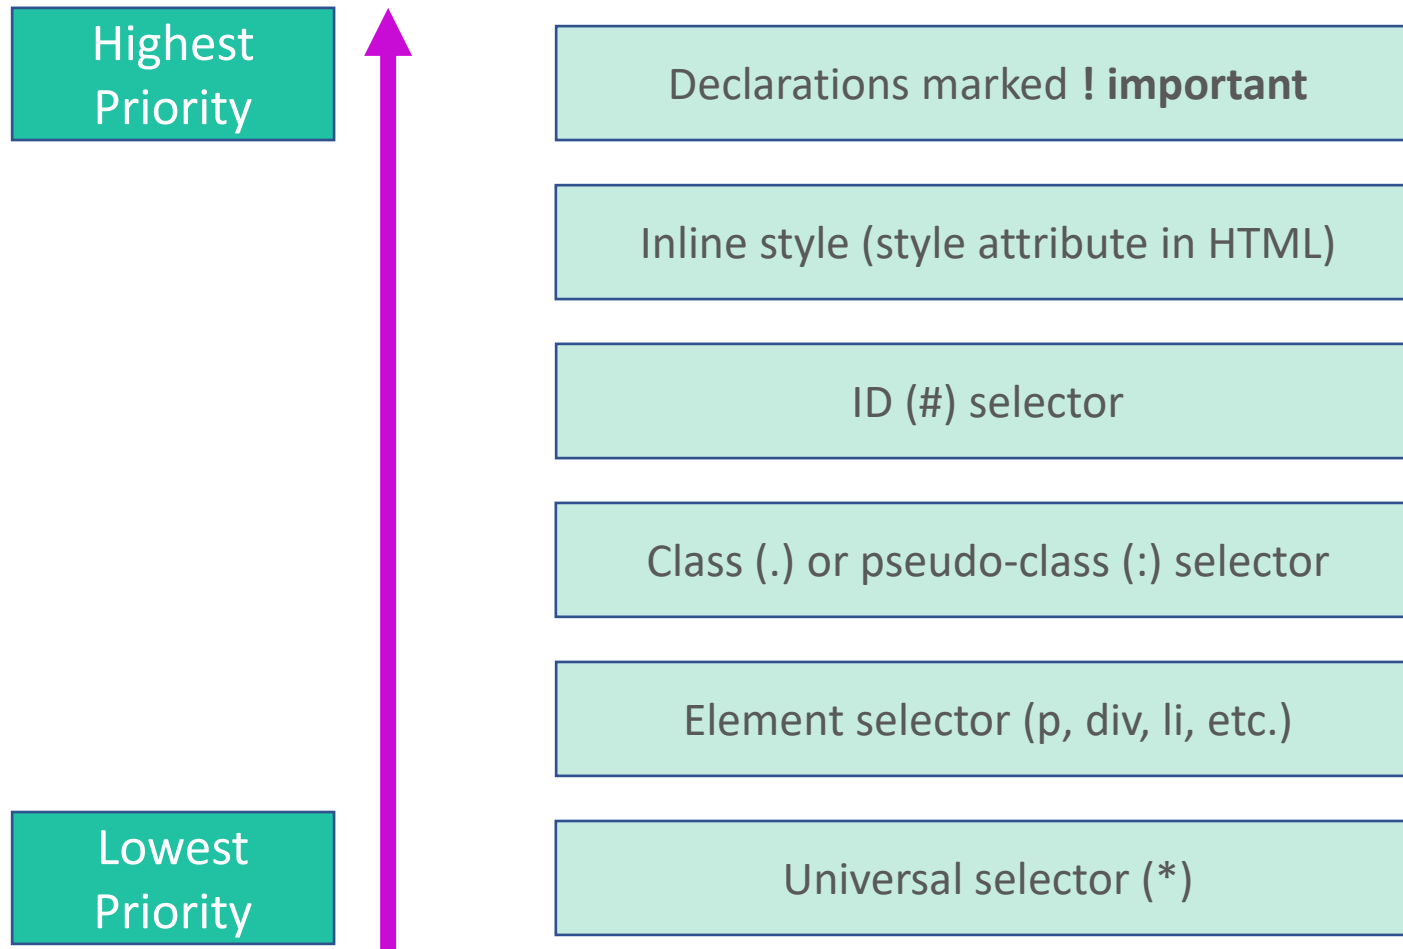 Highest
Priority
Declarations marked ! important
Inline style (style attribute in HTML)
ID (#) selector
Class (.) or pseudo-class (:) selector
Element selector (p, div, li, etc.)
Lowest
Priority
Universal selector (*)